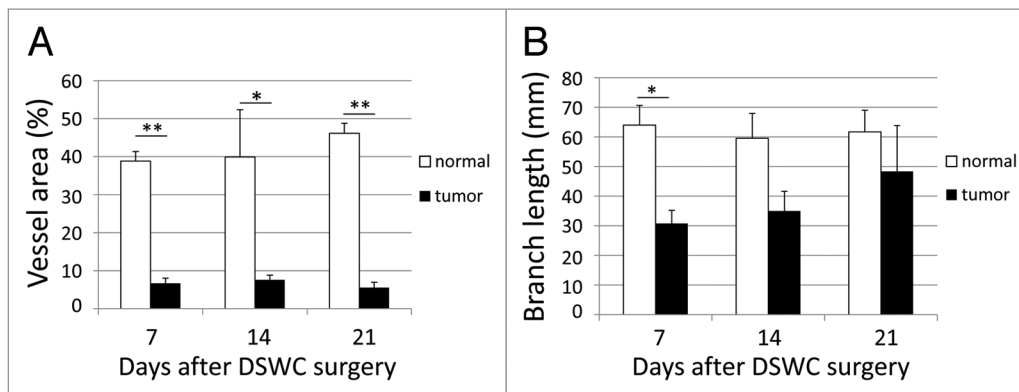 A
Vessel area (%)
60
50
40
30
20
10
0
**
*
**
7 14 21
Days after DSWC surgery
normal
tumor
B
Branch length (mm)
80
70
60
50
40
30
20
10
0
*
7 14 21
Days after DSWC surgery
normal
tumor